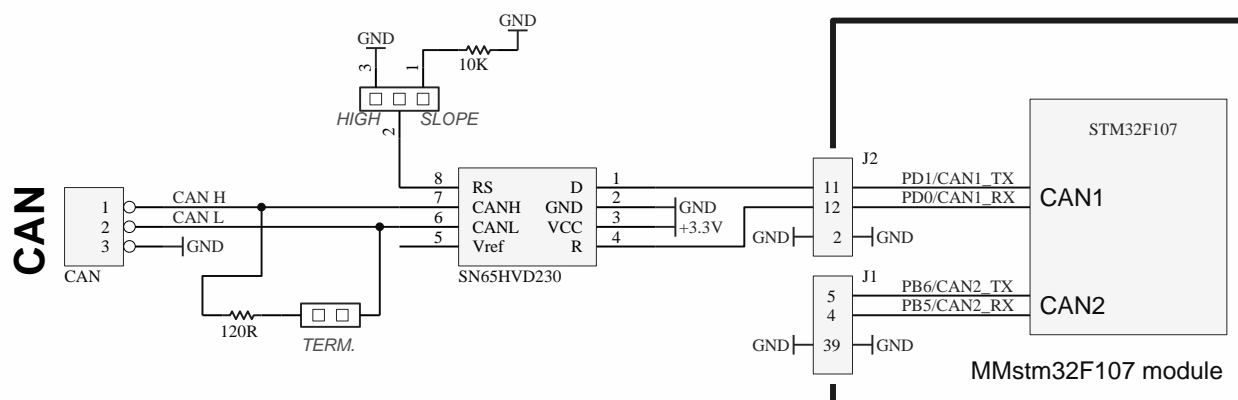 GND
GND
3
1
10K
HIGH
SLOPE
2
STM32F107
J2
CAN
1
CAN H
8
RS
D
1
11
PD1/CAN1_TX
CAN1
2
CAN L
7
CANH
GND
2
GND
12
PD0/CAN1_RX
3
GND
6
CANL
VCC
3
+3.3V
GND
2
GND
5
Vref
R
4
CAN
SN65HVD230
J1
5
PB6/CAN2_TX
CAN2
4
PB5/CAN2_RX
120R
TERM.
GND
39
GND
MMstm32F107 module